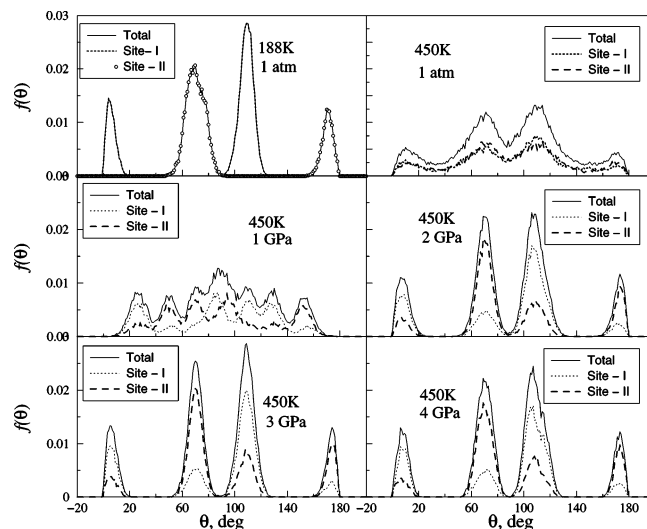 0.03
Total
Site- I
Site - II
188K
1 atm
450K
1 atm
Total
Site - I
Site - II
0.02
f(θ)
0.01
0.00
Total
Site - I
Site - II
450K
1 GPa
450K
2 GPa
Total
Site - I
Site - II
0.02
f(θ)
0.01
Total
Site - I
Site - II
450K
3 GPa
450K
4 GPa
Total
Site - I
Site - II
0.02
f(θ)
0.01
0
-20 20 60 100 140 180 -20 20 60 100 140 180
θ, deg θ, deg